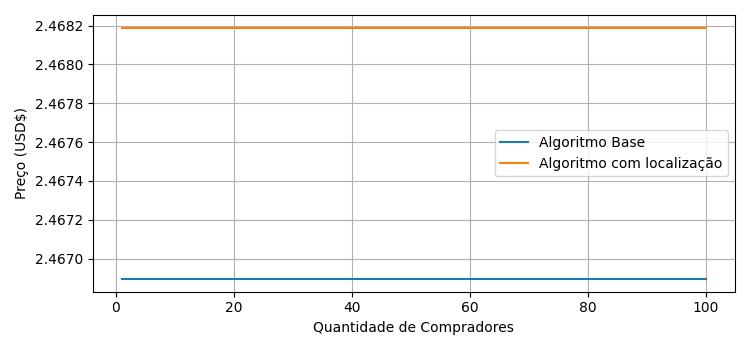 2.4682
2.4680
2.4678
2.4676
2.4674
2.4672
2.4670
Preço (USD$)
Algoritmo Base
Algoritmo com localização
0 20 40 60 80 100
Quantidade de Compradores